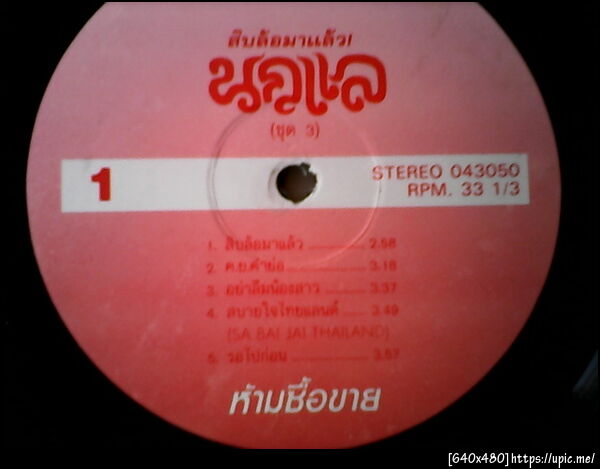 สิบล้อมาแล้ว!
นกแล
(ชุด 3)
1
STEREO 043050
RPM. 33 1/3
1. สิบล้อมาแล้ว ............ 2.58
2. ค.ย.คำย่อ ............ 3.18
3. อย่าลืมน้องสาว ............ 3.37
4. สบายใจไทยแลนด์ ...... 3.49
(SA BAI JAI THAILAND)
5. รอไปก่อน ............ 3.57
ห้ามซื้อขาย
[640x480]https://upic.me/